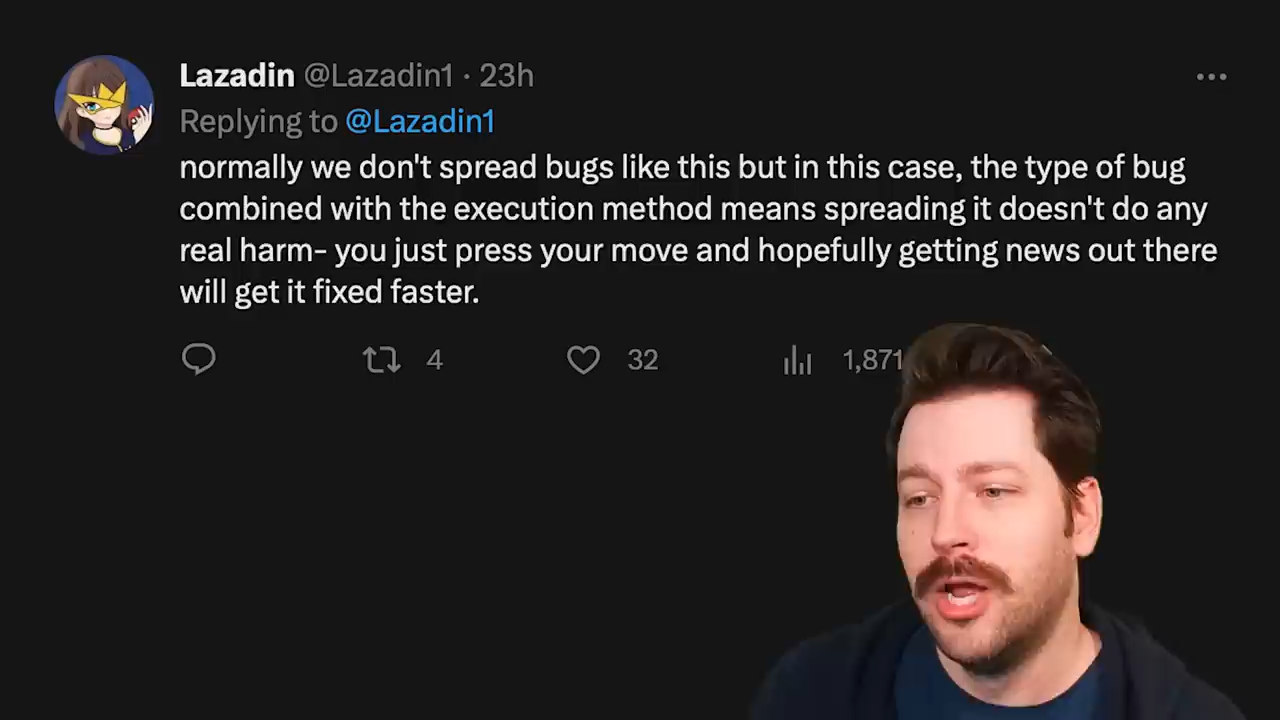 Lazadin @Lazadin1 · 23h
Replying to @Lazadin1
normally we don't spread bugs like this but in this case, the type of bug
combined with the execution method means spreading it doesn't do any
real harm- you just press your move and hopefully getting news out there
will get it fixed faster.
4 32 1,871